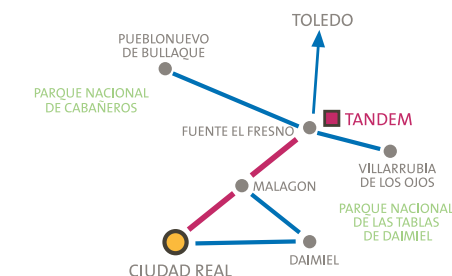 TOLEDO
PUEBLONUEVO
DE BULLAQUE
PARQUE NACIONAL
DE CABAÑEROS
TANDEM
FUENTE EL FRESNO
VILLARRUBIA
DE LOS OJOS
MALAGON
PARQUE NACIONAL
DE LAS TABLAS
DE DAIMIEL
DAIMIEL
CIUDAD REAL